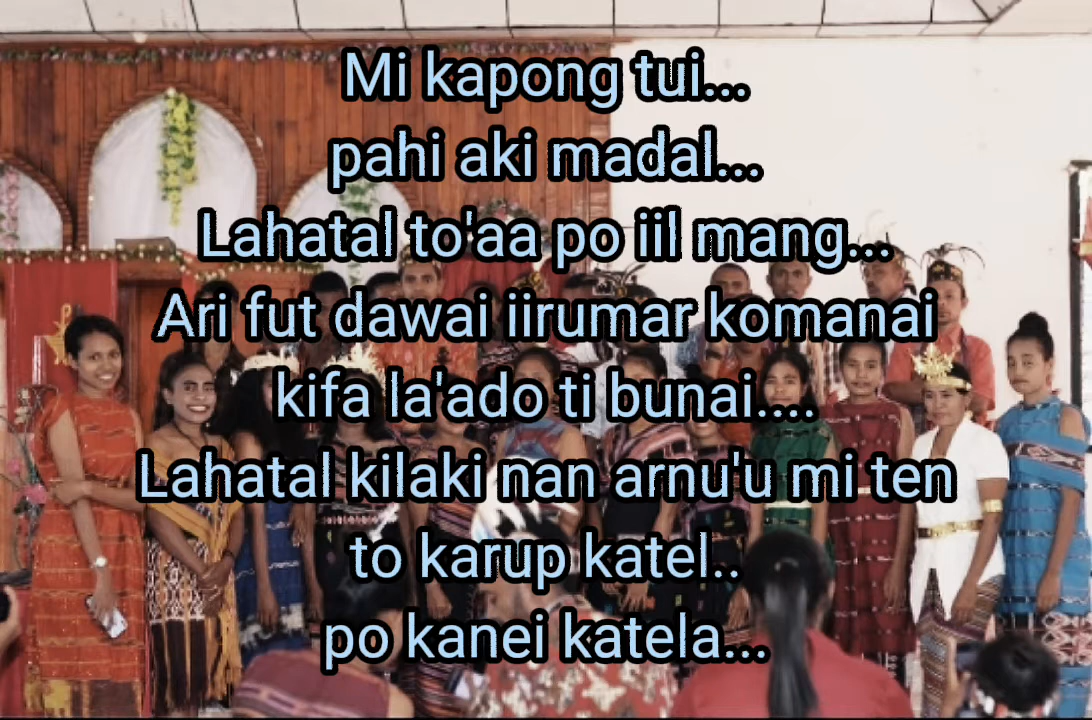 Mi kapong tui...
pahi aki madal...
Lahatal to'aa po iil mang...
Ari fut dawai iirumar komanai
kifa la'ado ti bunai....
Lahatal kilaki nan arnu'u mi ten
to karup katel..
po kanei katela...